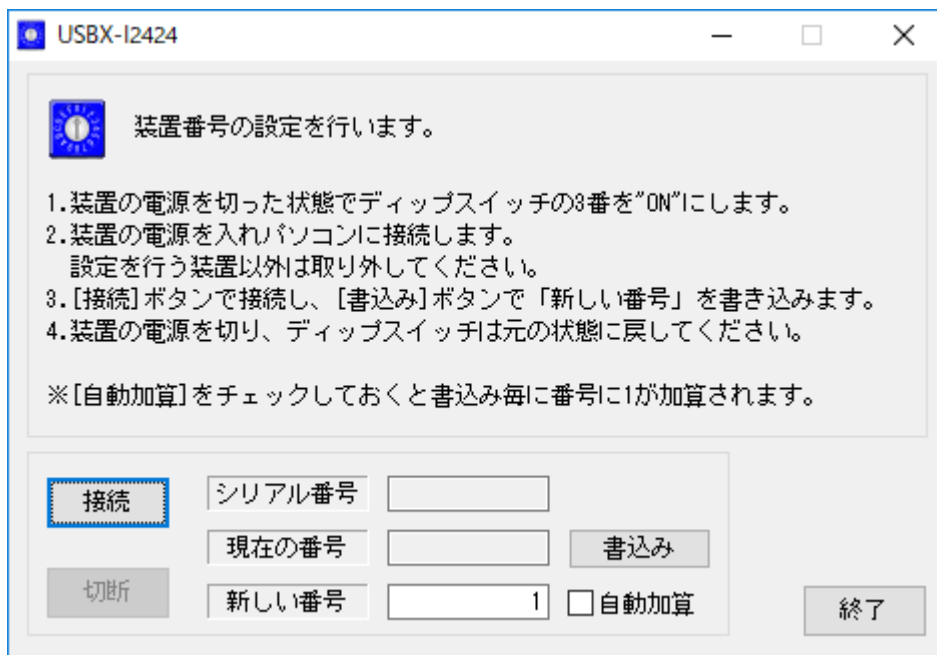 USBX-I2424
装置番号の設定を行います。
1.装置の電源を切った状態でディップスイッチの3番を”ON”にします。
2.装置の電源を入れパソコンに接続します。
設定を行う装置以外は取り外してください。
3.[接続]ボタンで接続し、[書込み]ボタンで「新しい番号」を書き込みます。
4.装置の電源を切り、ディップスイッチは元の状態に戻してください。
※[自動加算]をチェックしておくと書込み毎に番号に1が加算されます。
接続
シリアル番号
現在の番号
書込み
切断
新しい番号
1
自動加算
終了